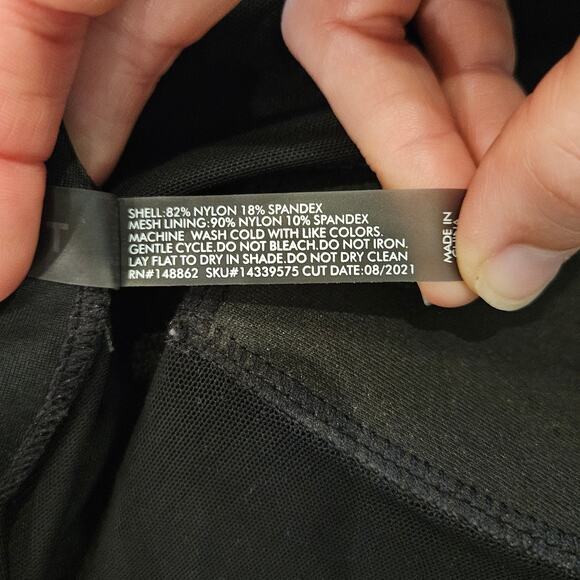 T
SHELL:82% NYLON 18% SPANDEX
MESH LINING:90% NYLON 10% SPANDEX
MACHINE WASH COLD WITH LIKE COLORS.
GENTLE CYCLE.DO NOT BLEACH.DO NOT IRON.
LAY FLAT TO DRY IN SHADE.DO NOT DRY CLEAN
RN#148862 SKU#14339575 CUT DATE:08/2021
MADE IN
CHINA